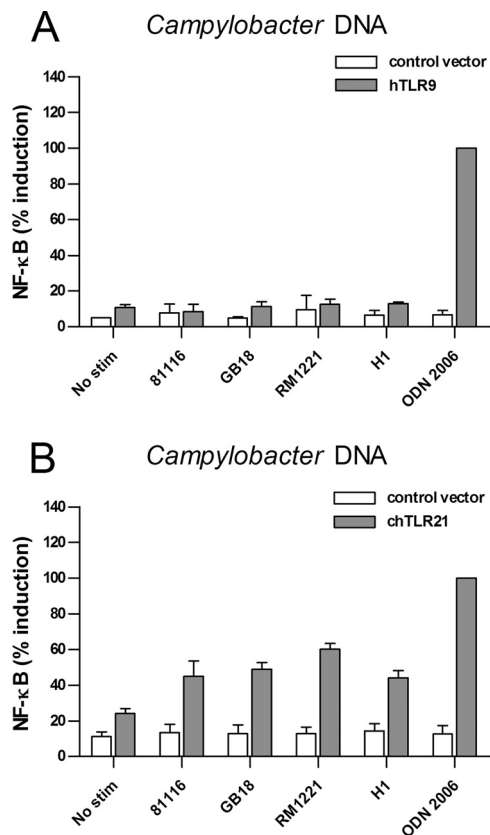 A
Campylobacter DNA
control vector
hTLR9
NF-κB (% induction)
140
120
100
80
60
40
20
0
No stim
81116
GB18
RM1221
H1
ODN 2006
B
Campylobacter DNA
control vector
chTLR21
NF-κB (% induction)
140
120
100
80
60
40
20
0
No stim
81116
GB18
RM1221
H1
ODN 2006